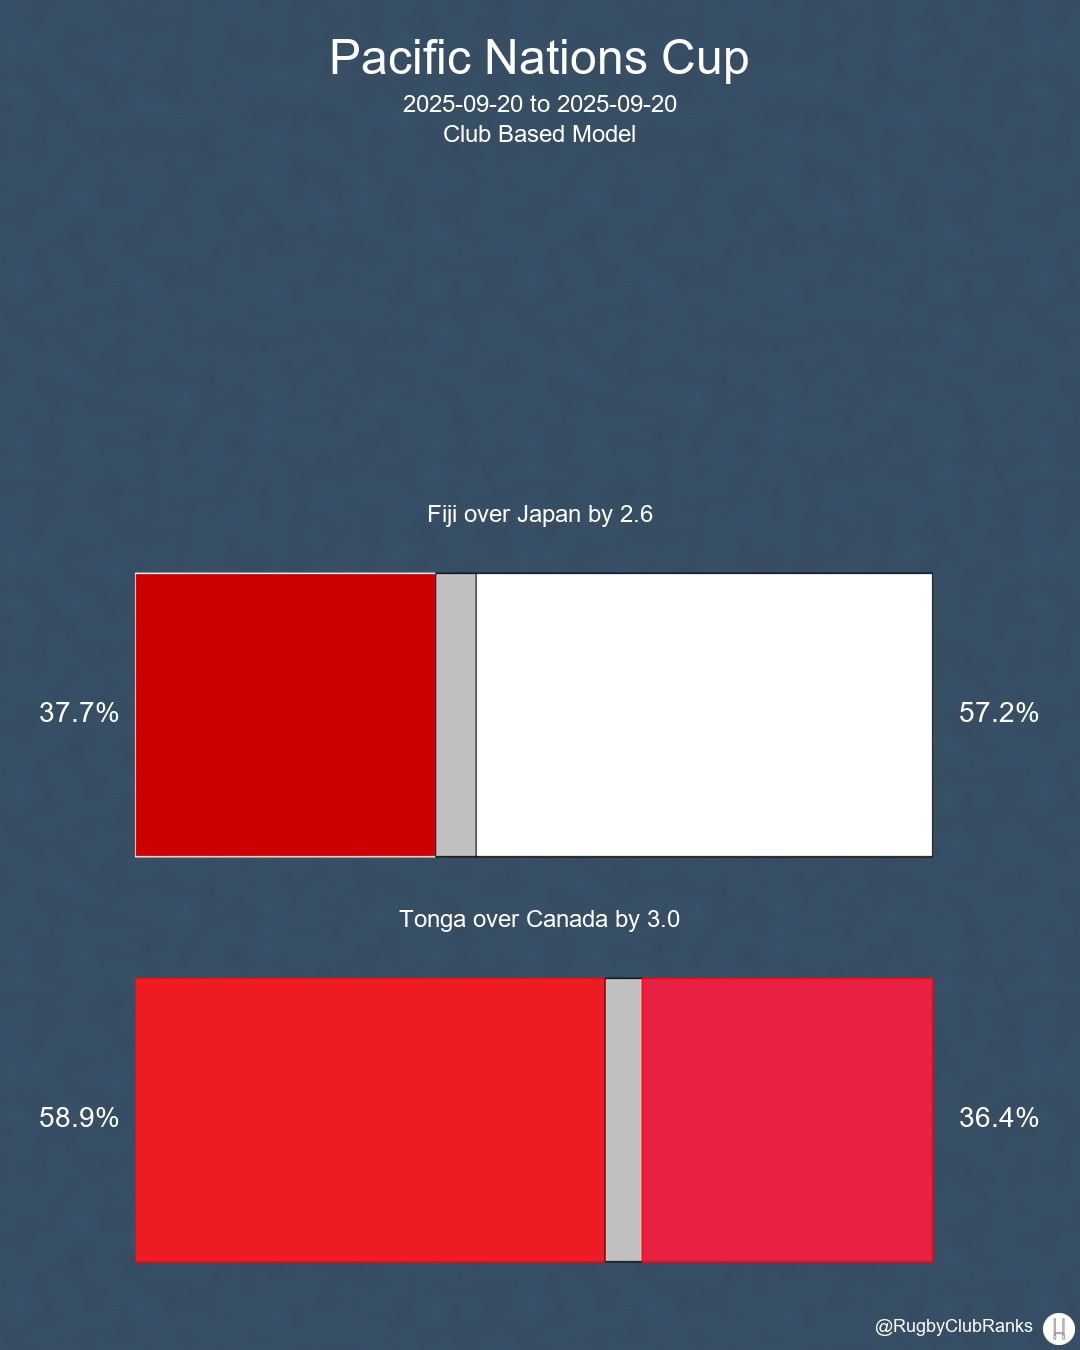 Pacific Nations Cup
2025-09-20 to 2025-09-20
Club Based Model
Fiji over Japan by 2.6
37.7%
57.2%
Tonga over Canada by 3.0
58.9%
36.4%
@RugbyClubRanks